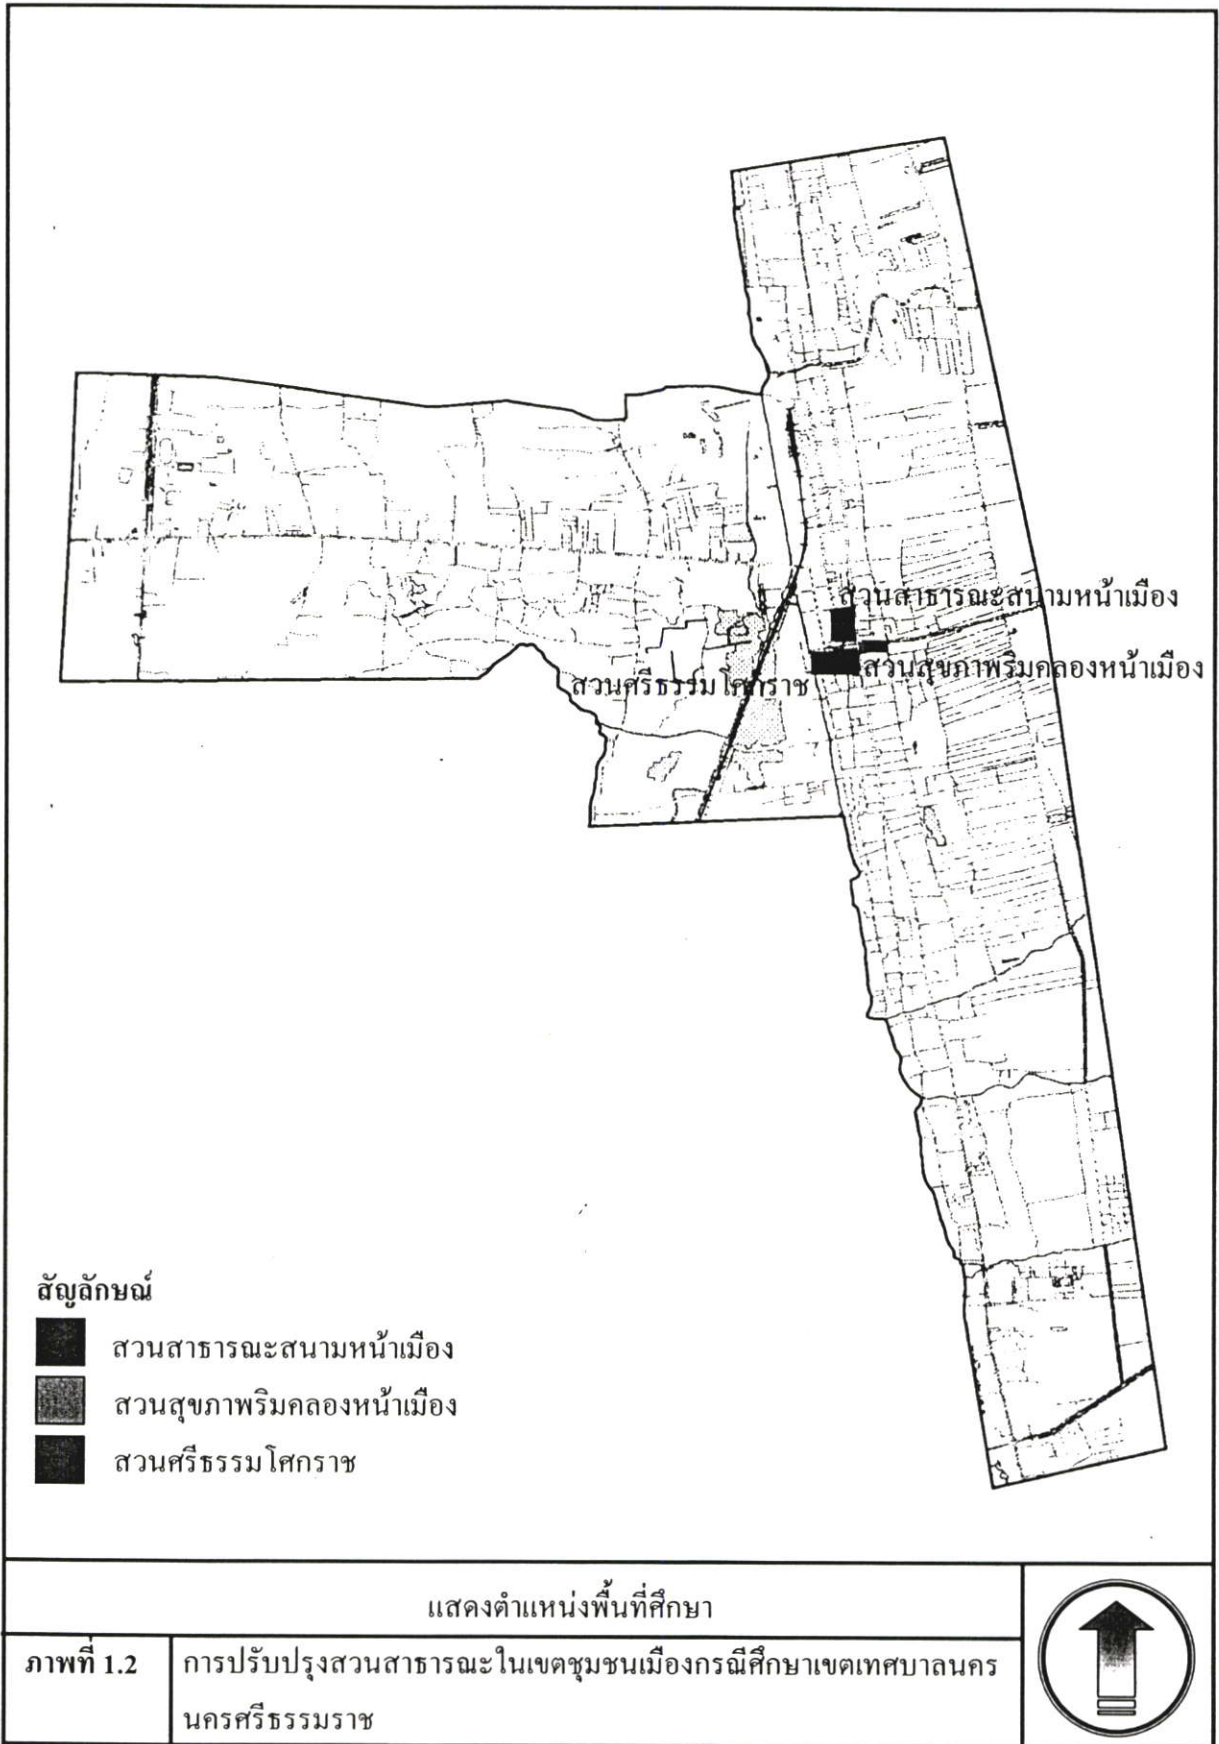 สวนสาธารณะสนามหน้าเมือง
สวนสุขภาพริมคลองหน้าเมือง
สวนศรีธรรมโศกราช
สัญลักษณ์
สวนสาธารณะสนามหน้าเมือง
สวนสุขภาพริมคลองหน้าเมือง
สวนศรีธรรมโศกราช
แสดงตำแหน่งพื้นที่ศึกษา
ภาพที่ 1.2
การปรับปรุงสวนสาธารณะในเขตชุมชนเมืองกรณีศึกษาเขตเทศบาลนคร
นครศรีธรรมราช